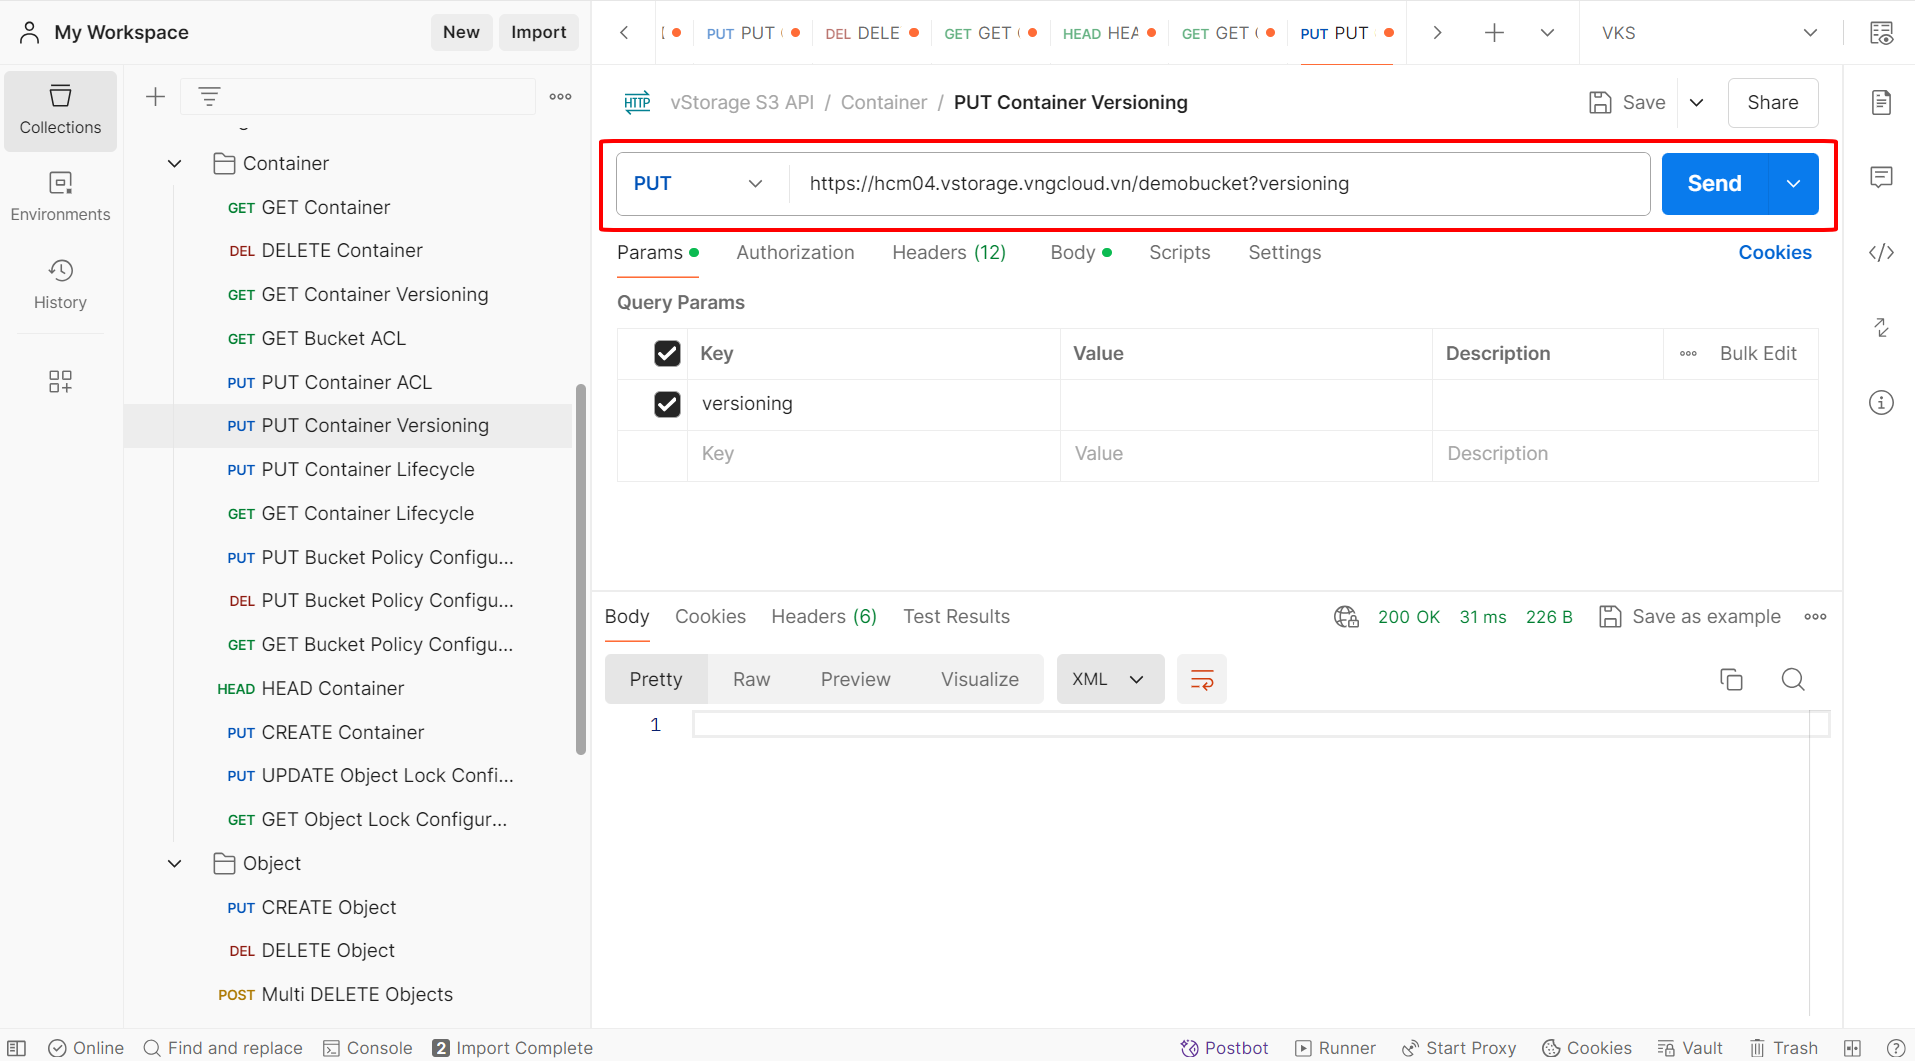 My Workspace
New
Import
PUT PUT
DEL DELE
GET GET
HEAD HEA
GET GET
PUT PUT
VKS
Collections
Environments
History
Container
GET GET Container
DEL DELETE Container
GET GET Container Versioning
GET GET Bucket ACL
PUT PUT Container ACL
PUT PUT Container Versioning
PUT PUT Container Lifecycle
GET GET Container Lifecycle
PUT PUT Bucket Policy Configu...
DEL PUT Bucket Policy Configu...
GET GET Bucket Policy Configu...
HEAD HEAD Container
PUT CREATE Container
PUT UPDATE Object Lock Confi...
GET GET Object Lock Configur...
Object
PUT CREATE Object
DEL DELETE Object
POST Multi DELETE Objects
HTTP vStorage S3 API / Container / PUT Container Versioning
Save
Share
PUT https://hcm04.vstorage.vngcloud.vn/demobucket?versioning
Send
Params Authorization Headers (12) Body Scripts Settings
Cookies
Query Params
Key Value Description Bulk Edit
versioning
Key Value Description
Body Cookies Headers (6) Test Results
200 OK 31 ms 226 B Save as example
Pretty Raw Preview Visualize XML
1
Online Find and replace Console 2 Import Complete
Postbot Runner Start Proxy Cookies Vault Trash